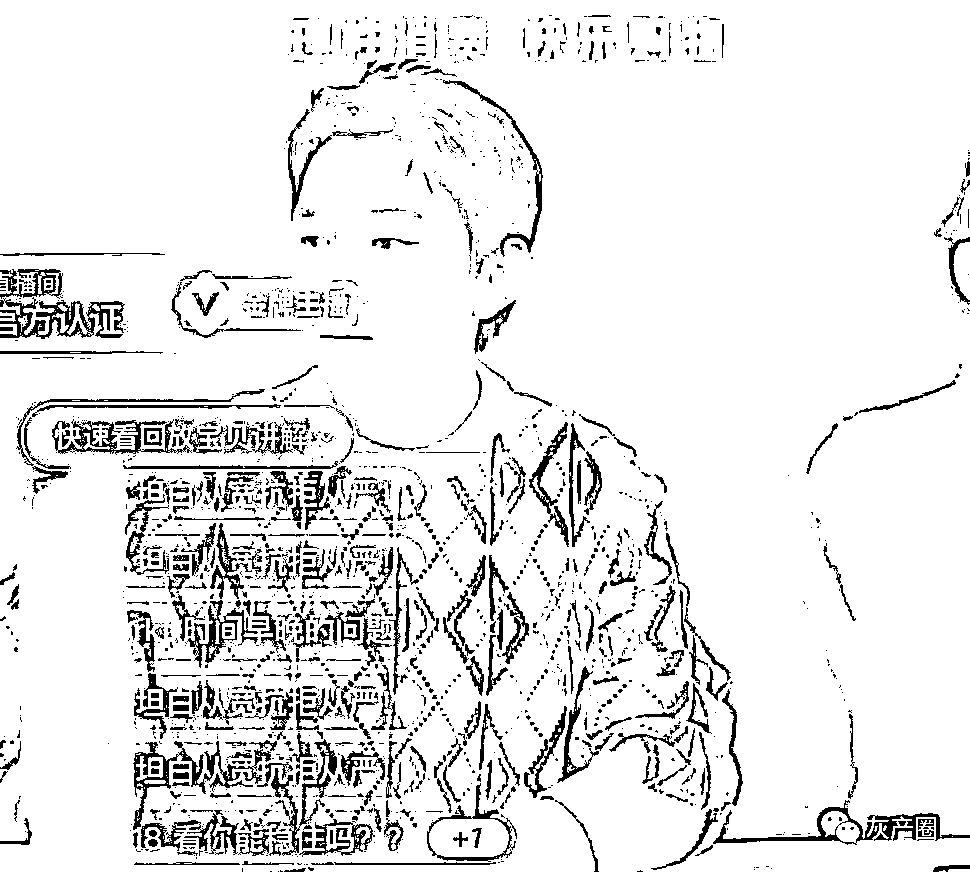 理性消费 快乐购物
直播间
官方认证
金牌主播
快速看回放宝贝讲解
坦白从宽抗拒从严
坦白从宽抗拒从严
时间早晚的问题
坦白从宽抗拒从严
坦白从宽抗拒从严
18 看你能稳住吗？？
+1
灰产圈